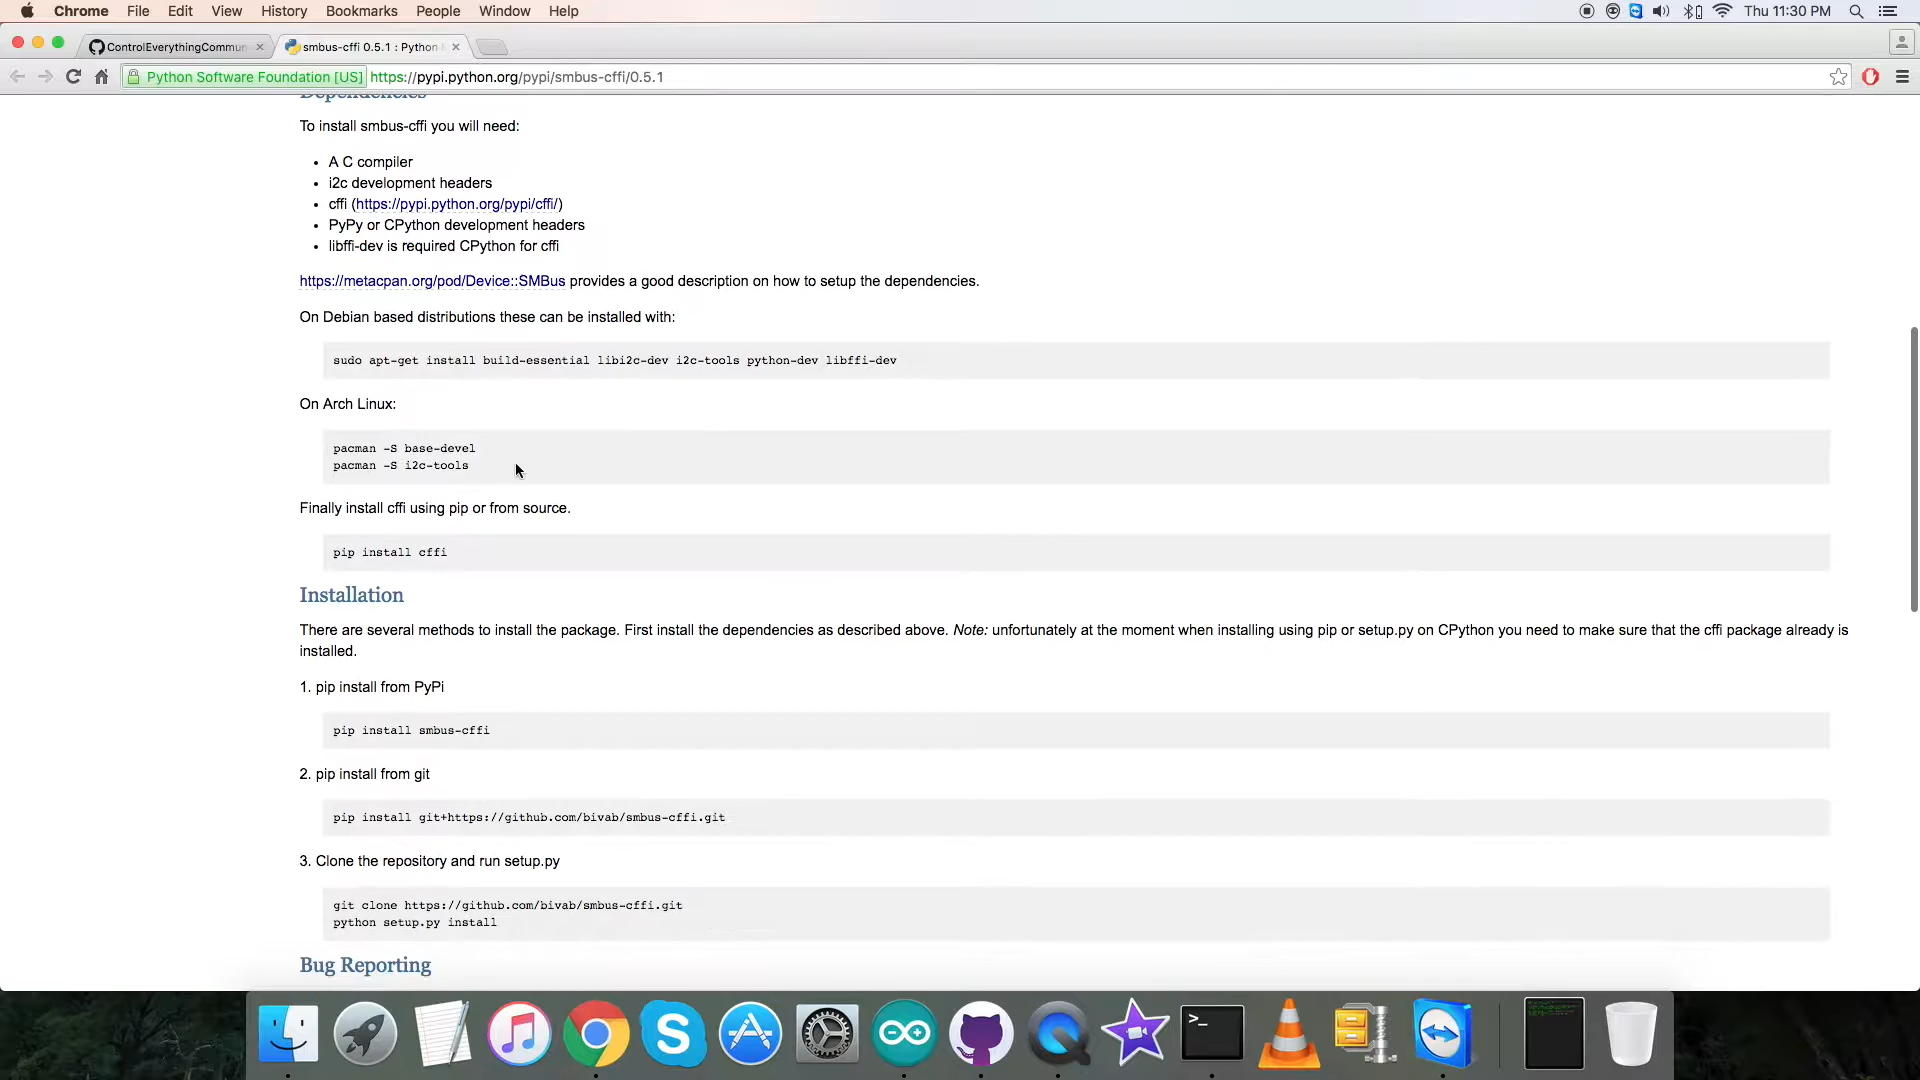 Chrome File Edit View History Bookmarks People Window Help Thu 11:30 PM
ControlEverythingCommun smbus-cffi 0.5.1 : Python
Python Software Foundation [US] https://pypi.python.org/pypi/smbus-cffi/0.5.1
Dependencies
To install smbus-cffi you will need:
• A C compiler
• i2c development headers
• cffi (https://pypi.python.org/pypi/cffi/)
• PyPy or CPython development headers
• libffi-dev is required CPython for cffi
https://metacpan.org/pod/Device::SMBus provides a good description on how to setup the dependencies.
On Debian based distributions these can be installed with:
sudo apt-get install build-essential libi2c-dev i2c-tools python-dev libffi-dev
On Arch Linux:
pacman -S base-devel
pacman -S i2c-tools
Finally install cffi using pip or from source.
pip install cffi
Installation
There are several methods to install the package. First install the dependencies as described above. Note: unfortunately at the moment when installing using pip or setup.py on CPython you need to make sure that the cffi package already is
installed.
1. pip install from PyPi
pip install smbus-cffi
2. pip install from git
pip install git+https://github.com/bivab/smbus-cffi.git
3. Clone the repository and run setup.py
git clone https://github.com/bivab/smbus-cffi.git
python setup.py install
Bug Reporting